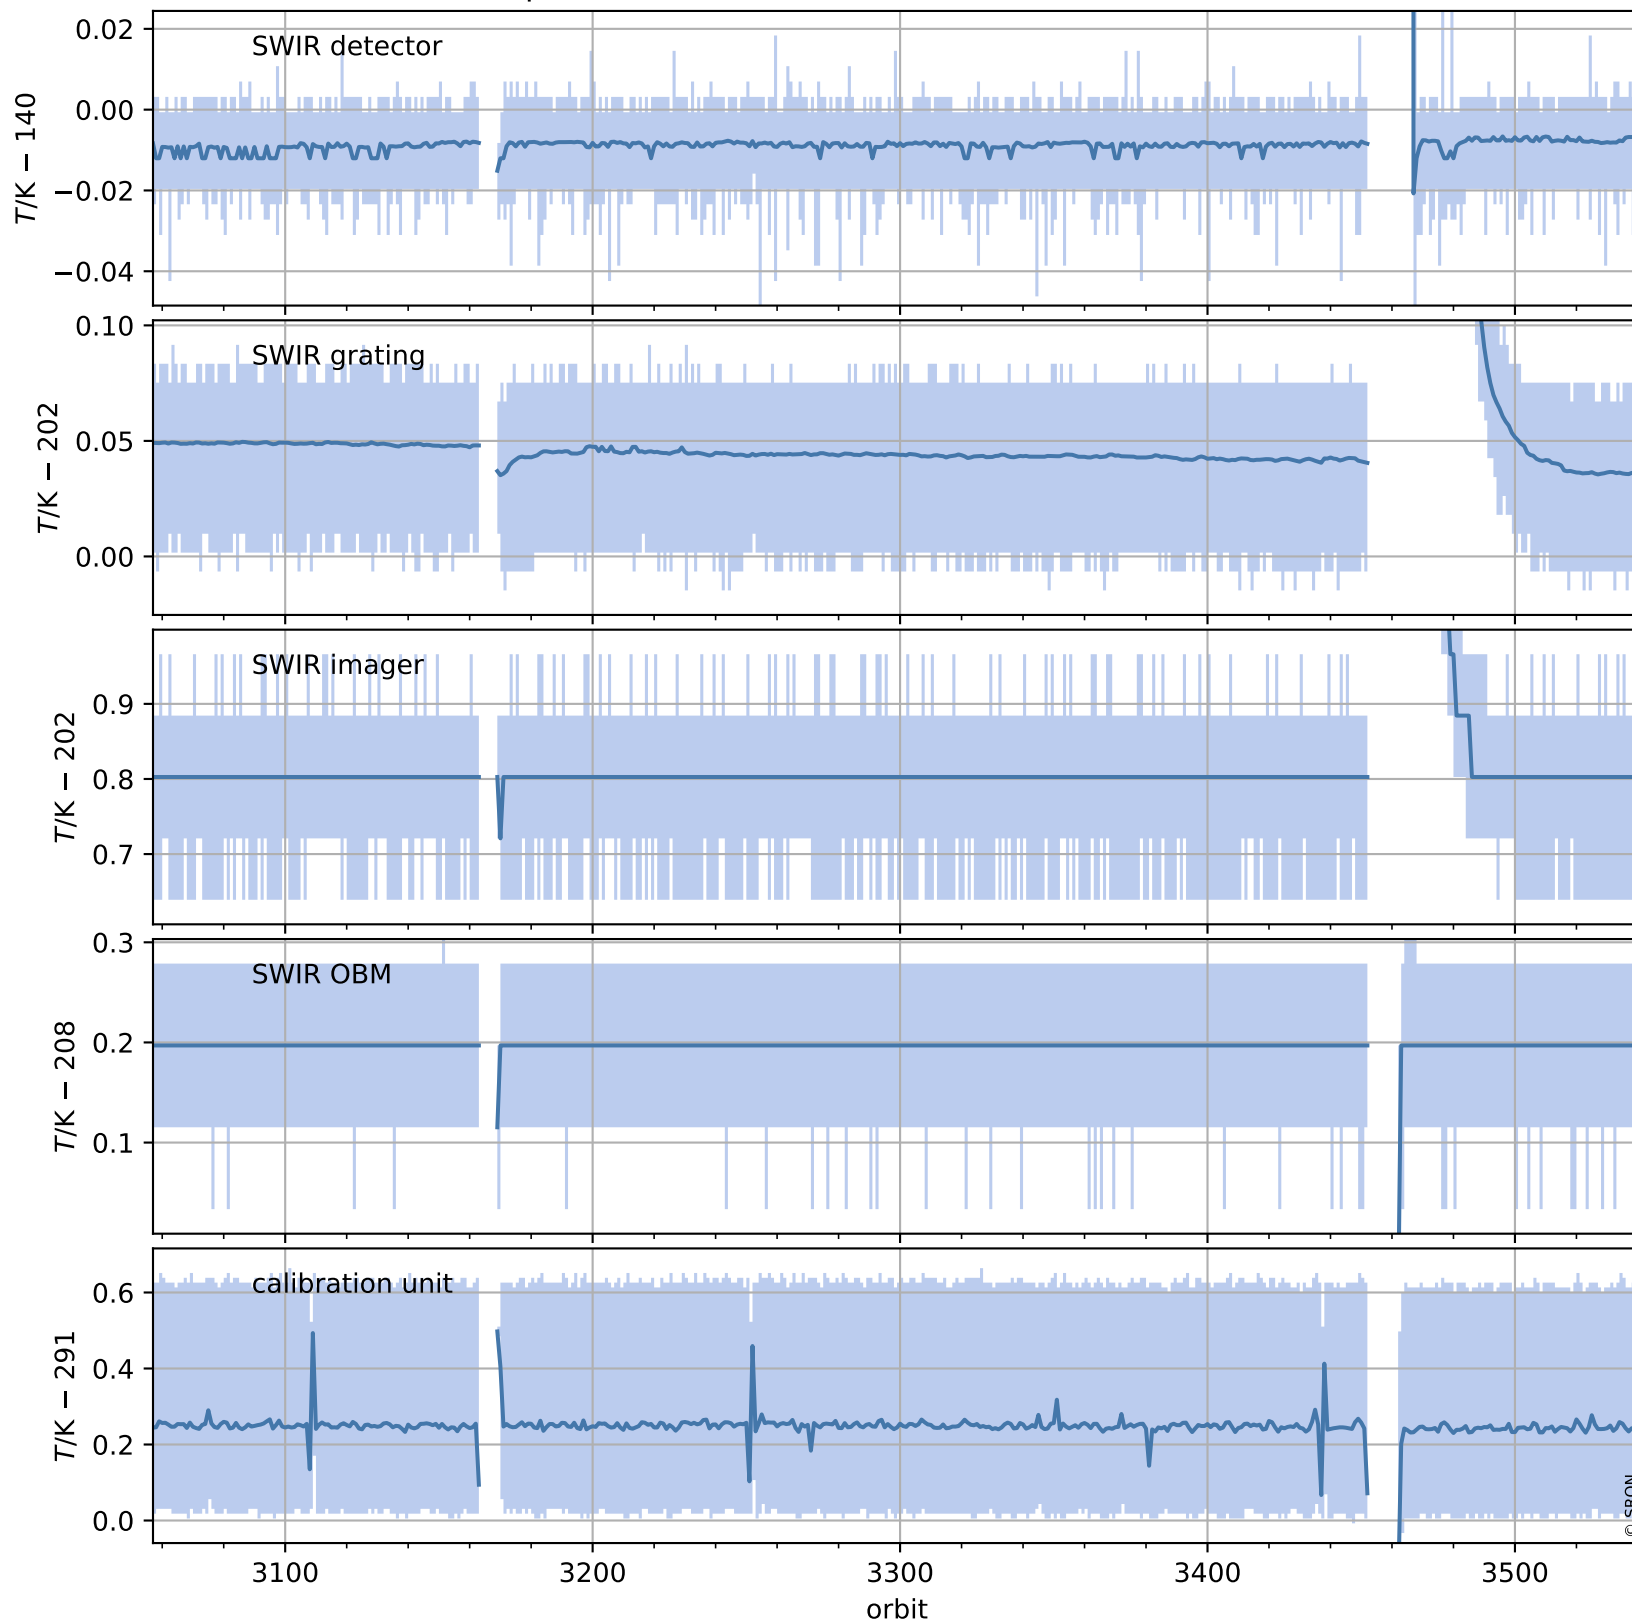 0.02
0.00
−0.02
−0.04
T/K − 140
SWIR detector
0.10
0.05
0.00
T/K − 202
SWIR grating
0.9
0.8
0.7
T/K − 202
SWIR imager
0.3
0.2
0.1
T/K − 208
SWIR OBM
0.6
0.4
0.2
0.0
T/K − 291
calibration unit
© SRON
3100 3200 3300 3400 3500
orbit